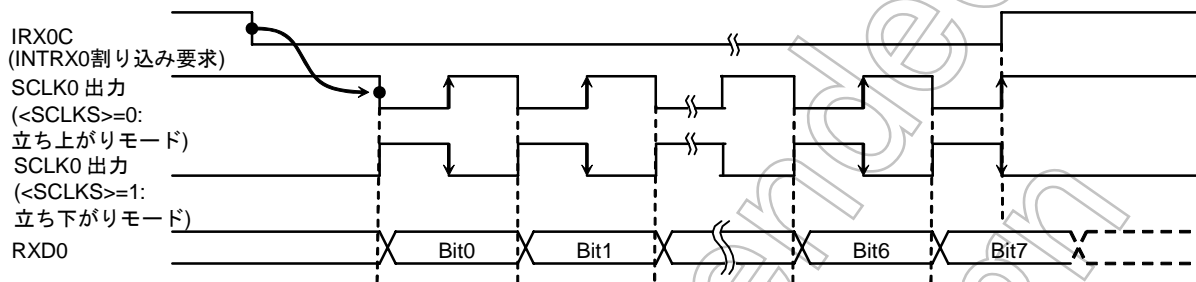 IRX0C
(INTRX0割り込み要求)
SCLK0 出力
(<SCLKS>=0:
立ち上がりモード)
SCLK0 出力
(<SCLKS>=1:
立ち下がりモード)
RXD0
Bit0
Bit1
Bit6
Bit7